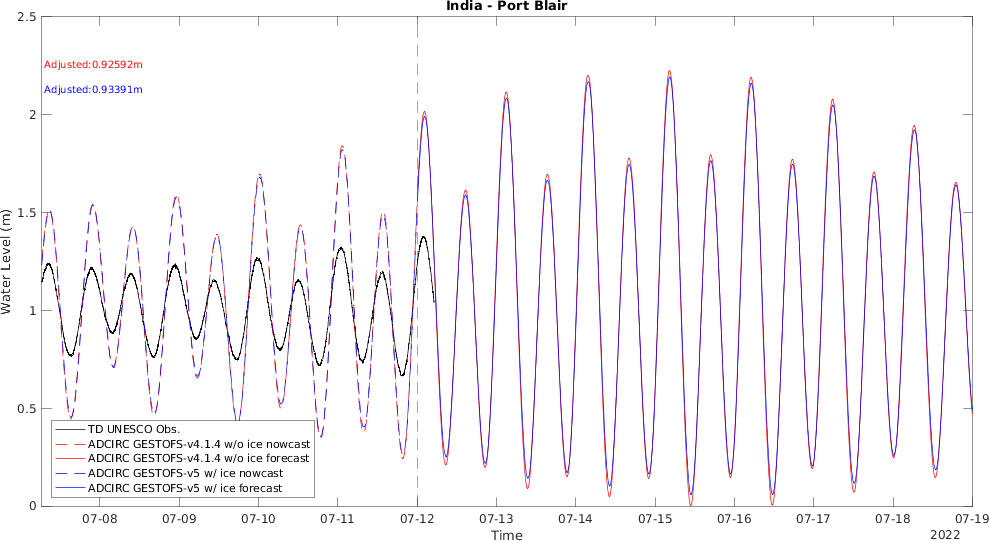 India - Port Blair
2.5
2
1.5
1
0.5
0
Water Level (m)
Adjusted:0.92592m
Adjusted:0.93391m
TD UNESCO Obs.
ADCIRC GESTOFS-v4.1.4 w/o ice nowcast
ADCIRC GESTOFS-v4.1.4 w/o ice forecast
ADCIRC GESTOFS-v5 w/ ice nowcast
ADCIRC GESTOFS-v5 w/ ice forecast
07-08 07-09 07-10 07-11 07-12 07-13 07-14 07-15 07-16 07-17 07-18 07-19
Time
2022